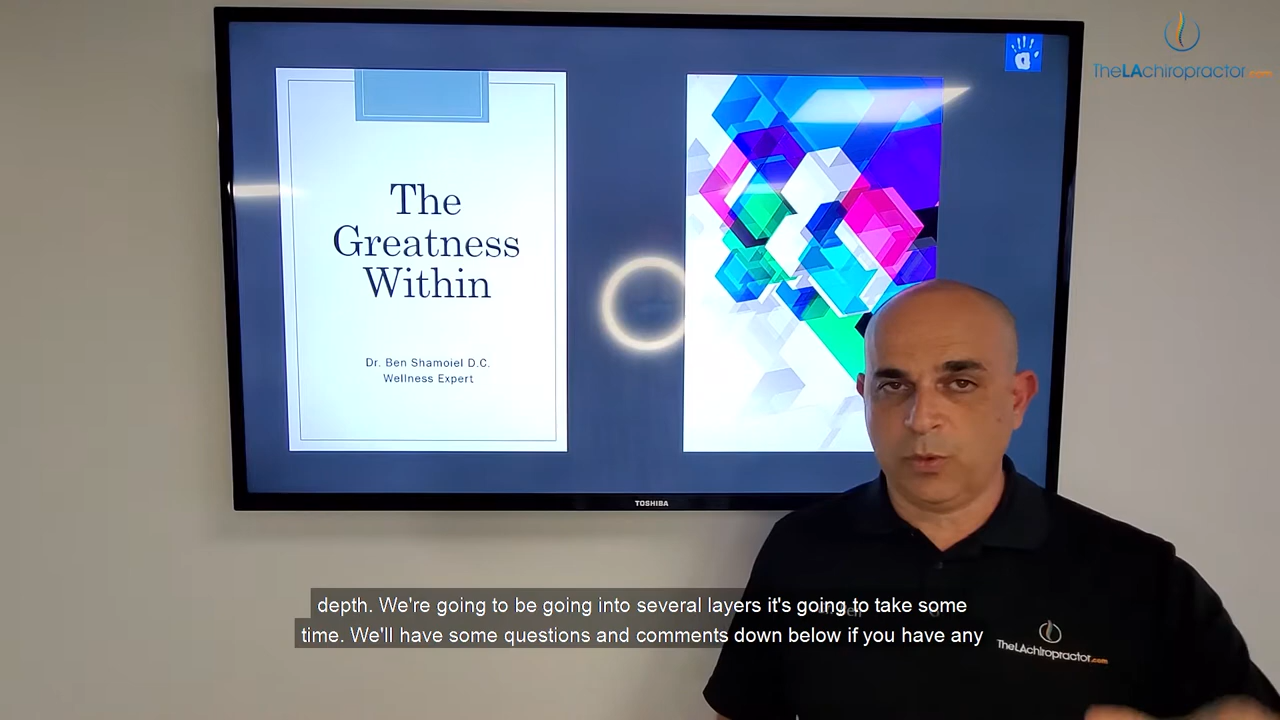 TheLAchiropractor.com
The
Greatness
Within
Dr. Ben Shamoiel D.C.
Wellness Expert
TOSHIBA
depth. We're going to be going into several layers it's going to take some
time. We'll have some questions and comments down below if you have any
TheLAchiropractor.com